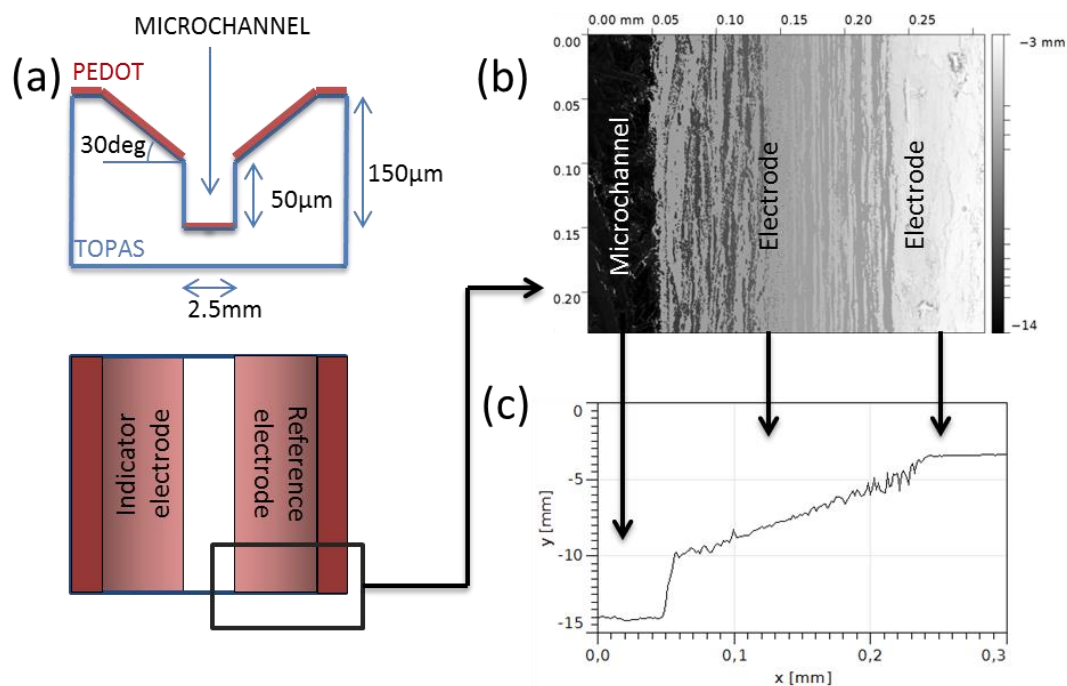 MICROCHANNEL
(a)
PEDOT
30deg
50µm
150µm
TOPAS
2.5mm
Indicator
electrode
Reference
electrode
(b)
0.00 mm 0.05 0.10 0.15 0.20 0.25
0.00
0.05
0.10
0.15
0.20
Microchannel
Electrode
Electrode
−3 mm
−14
(c)
0
-5
-10
-15
y [mm]
0,0 0,1 0,2 0,3
x [mm]